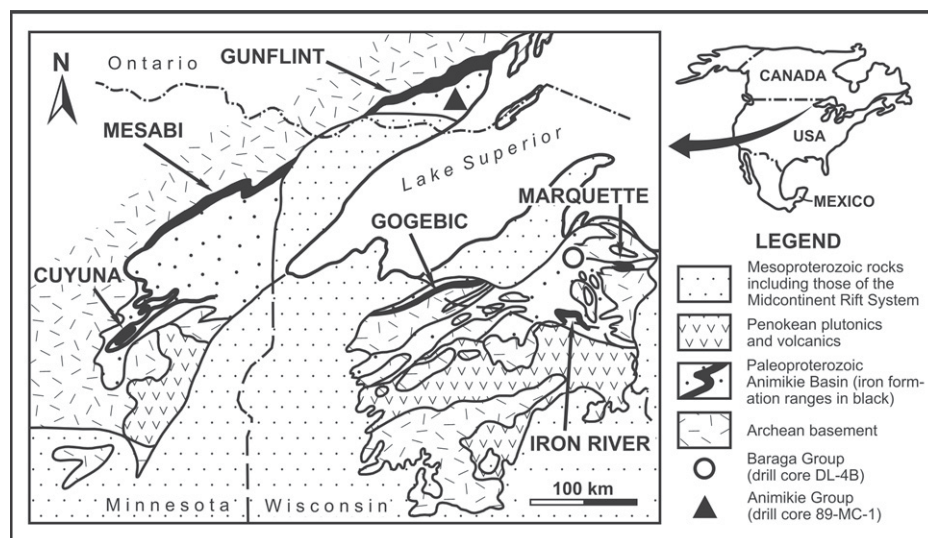 N
Ontario
GUNFLINT
MESABI
Lake Superior
MARQUETTE
GOGEBIC
CUYUNA
IRON RIVER
100 km
Minnesota
Wisconsin
CANADA
USA
MEXICO
LEGEND
Mesoproterozoic rocks
including those of the
Midcontinent Rift System
Penokean plutonics
and volcanics
Paleoproterozoic
Animikie Basin (iron form-
ation ranges in black)
Archean basement
Baraga Group
(drill core DL-4B)
Animikie Group
(drill core 89-MC-1)